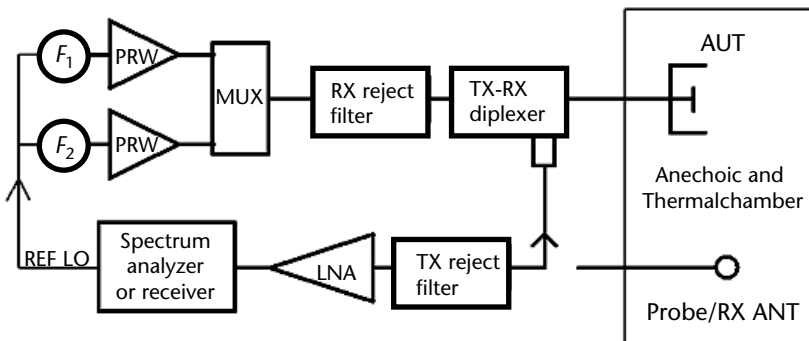 F1
PRW
F2
PRW
MUX
RX reject
filter
TX-RX
diplexer
AUT
Anechoic and
Thermalchamber
REF LO
Spectrum
analyzer
or receiver
LNA
TX reject
filter
Probe/RX ANT